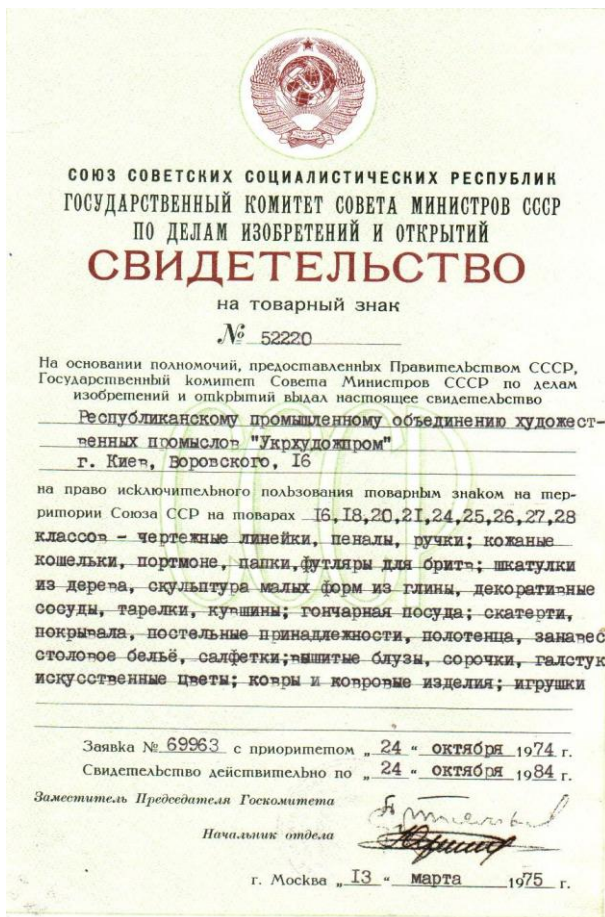 СОЮЗ СОВЕТСКИХ СОЦИАЛИСТИЧЕСКИХ РЕСПУБЛИК
ГОСУДАРСТВЕННЫЙ КОМИТЕТ СОВЕТА МИНИСТРОВ СССР
ПО ДЕЛАМ ИЗОБРЕТЕНИЙ И ОТКРЫТИЙ
СВИДЕТЕЛЬСТВО
на товарный знак
№ 52220
На основании полномочий, предоставленных Правительством СССР,
Государственный комитет Совета Министров СССР по делам
изобретений и открытий выдал настоящее свидетельство
Республиканскому промышленному объединению художест-
венных промыслов "Укрхудожпром"
г. Киев, Воровского, 16
на право исключительного пользования товарным знаком на тер-
ритории Союза ССР на товарах 16,18,20,21,24,25,26,27,28
классов - чертежные линейки, пеналы, ручки; кожаные
кошельки, портмоне, папки,футляры для бритв; шкатулки
из дерева, скульптура малых форм из глины, декоративные
сосуды, тарелки, кувшины; гончарная посуда; скатерти,
покрывала, постельные принадлежности, полотенца, занавес
столовое бельё, салфетки;вышитые блузы, сорочки, галстук
искусственные цветы; ковры и ковровые изделия; игрушки
Заявка № 69963 с приоритетом „ 24 “ октября 1974 г.
Свидетельство действительно по „ 24 “ октября 1984 г.
Заместитель Председателя Госкомитета
Начальник отдела
г. Москва „ 13 “ марта 1975 г.